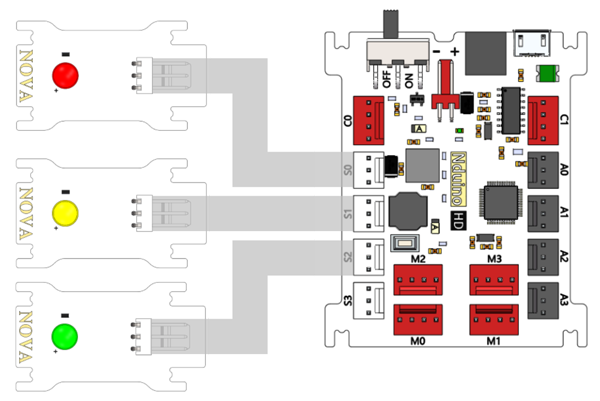 NOVA
NOVA
NOVA
OFF
ON
- +
C0
C1
A
S0
A0
Nduino
S1
A1
HD
A
S2
A2
M2
M3
S3
A3
M0
M1